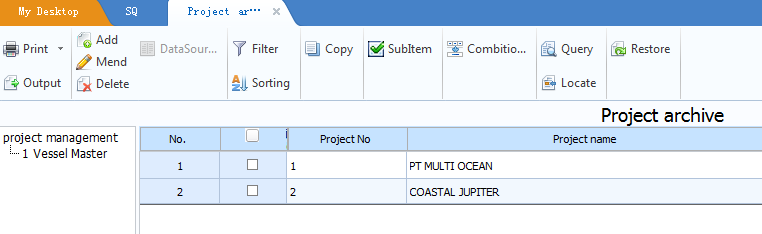 My Desktop SQ Project ar…
Print Add DataSour... Filter Copy SubItem Combitio... Query Restore
Mend
Output Delete Sorting Locate
Project archive
project management
1 Vessel Master
No. Project No Project name
1 1 PT MULTI OCEAN
2 2 COASTAL JUPITER